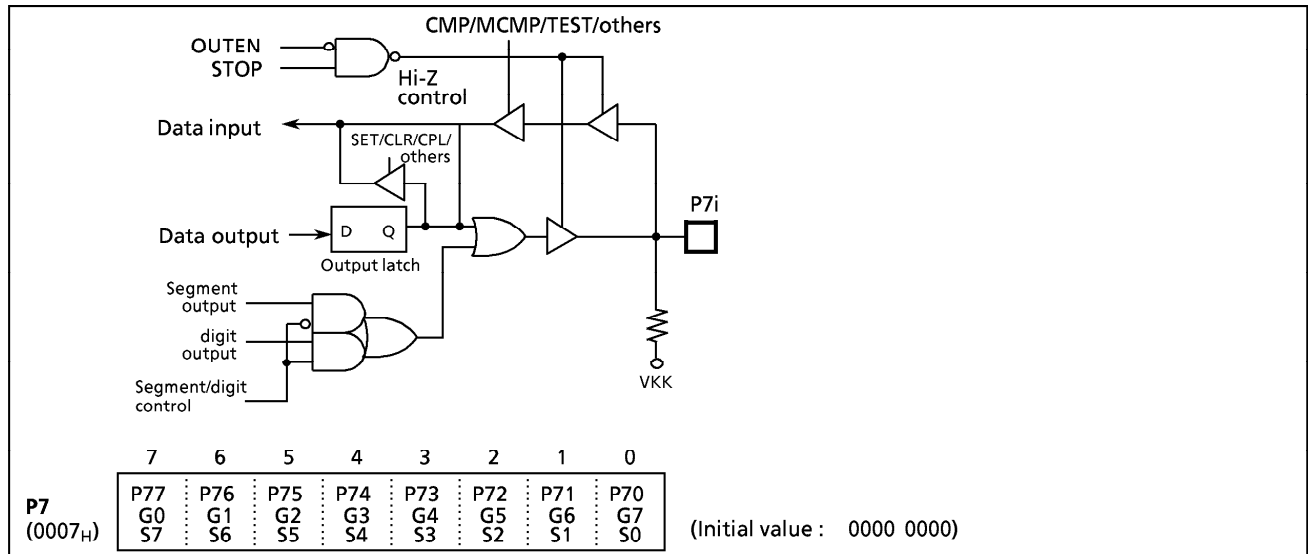 CMP/MCMP/TEST/others
OUTEN
STOP
Hi-Z
control
Data input
SET/CLR/CPL/
others
P7i
Data output
D Q
Output latch
Segment
output
digit
output
Segment/digit
control
VKK
7 6 5 4 3 2 1 0
P7
(0007H)
P77 P76 P75 P74 P73 P72 P71 P70
G0 G1 G2 G3 G4 G5 G6 G7
S7 S6 S5 S4 S3 S2 S1 S0
(Initial value : 0000 0000)